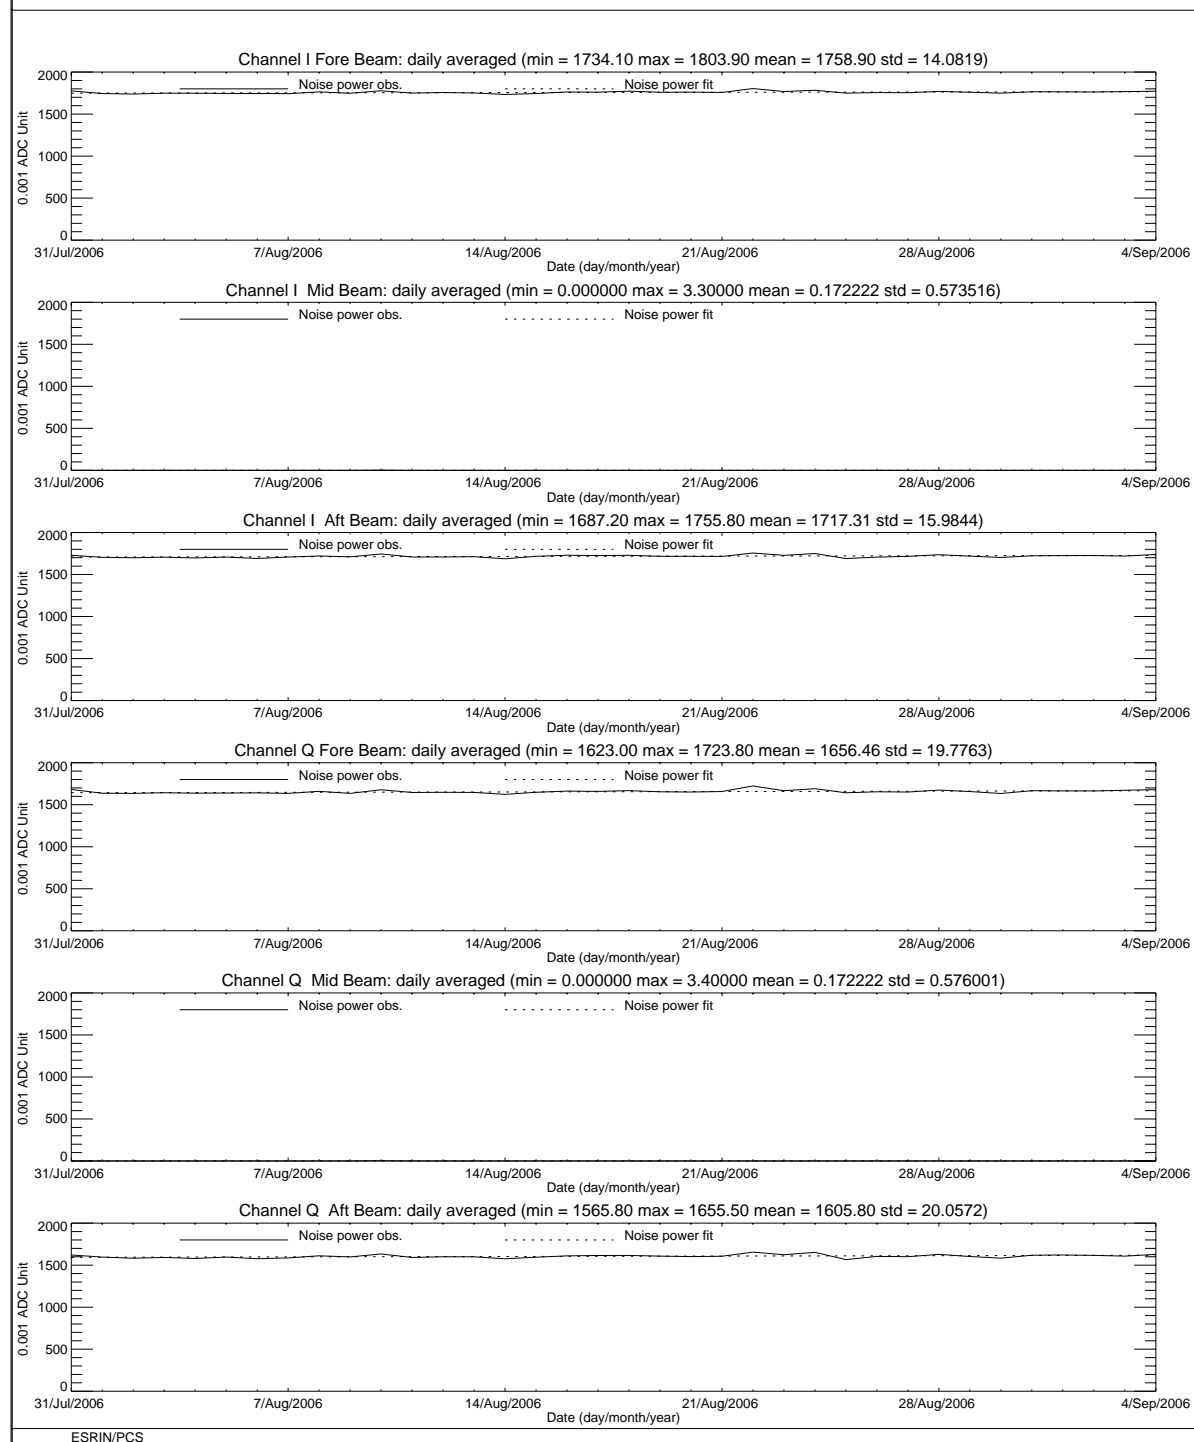 Channel I Fore Beam: daily averaged (min = 1734.10 max = 1803.90 mean = 1758.90 std = 14.0819)
2000
Noise power obs.
Noise power fit
1500
1000
500
0
0.001 ADC Unit
31/Jul/2006 7/Aug/2006 14/Aug/2006 21/Aug/2006 28/Aug/2006 4/Sep/2006
Date (day/month/year)
Channel I Mid Beam: daily averaged (min = 0.000000 max = 3.30000 mean = 0.172222 std = 0.573516)
2000
Noise power obs.
Noise power fit
1500
1000
500
0
0.001 ADC Unit
31/Jul/2006 7/Aug/2006 14/Aug/2006 21/Aug/2006 28/Aug/2006 4/Sep/2006
Date (day/month/year)
Channel I Aft Beam: daily averaged (min = 1687.20 max = 1755.80 mean = 1717.31 std = 15.9844)
2000
Noise power obs.
Noise power fit
1500
1000
500
0
0.001 ADC Unit
31/Jul/2006 7/Aug/2006 14/Aug/2006 21/Aug/2006 28/Aug/2006 4/Sep/2006
Date (day/month/year)
Channel Q Fore Beam: daily averaged (min = 1623.00 max = 1723.80 mean = 1656.46 std = 19.7763)
2000
Noise power obs.
Noise power fit
1500
1000
500
0
0.001 ADC Unit
31/Jul/2006 7/Aug/2006 14/Aug/2006 21/Aug/2006 28/Aug/2006 4/Sep/2006
Date (day/month/year)
Channel Q Mid Beam: daily averaged (min = 0.000000 max = 3.40000 mean = 0.172222 std = 0.576001)
2000
Noise power obs.
Noise power fit
1500
1000
500
0
0.001 ADC Unit
31/Jul/2006 7/Aug/2006 14/Aug/2006 21/Aug/2006 28/Aug/2006 4/Sep/2006
Date (day/month/year)
Channel Q Aft Beam: daily averaged (min = 1565.80 max = 1655.50 mean = 1605.80 std = 20.0572)
2000
Noise power obs.
Noise power fit
1500
1000
500
0
0.001 ADC Unit
31/Jul/2006 7/Aug/2006 14/Aug/2006 21/Aug/2006 28/Aug/2006 4/Sep/2006
Date (day/month/year)
ESRIN/PCS